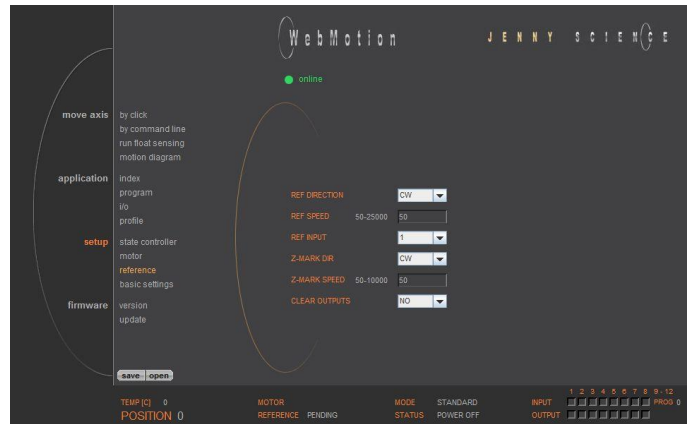 WebMotion
JENNY SCIENCE
online
move axis
by click
by command line
run float sensing
motion diagram
application
index
program
i/o
profile
setup
state controller
motor
reference
basic settings
firmware
version
update
REF DIRECTION CW
REF SPEED 50-25000 50
REF INPUT 1
Z-MARK DIR CW
Z-MARK SPEED 50-10000 50
CLEAR OUTPUTS NO
save open
1 2 3 4 5 6 7 8 9-12
TEMP [C] 0 MOTOR MODE STANDARD INPUT PROG 0
POSITION 0 REFERENCE PENDING STATUS POWER OFF OUTPUT